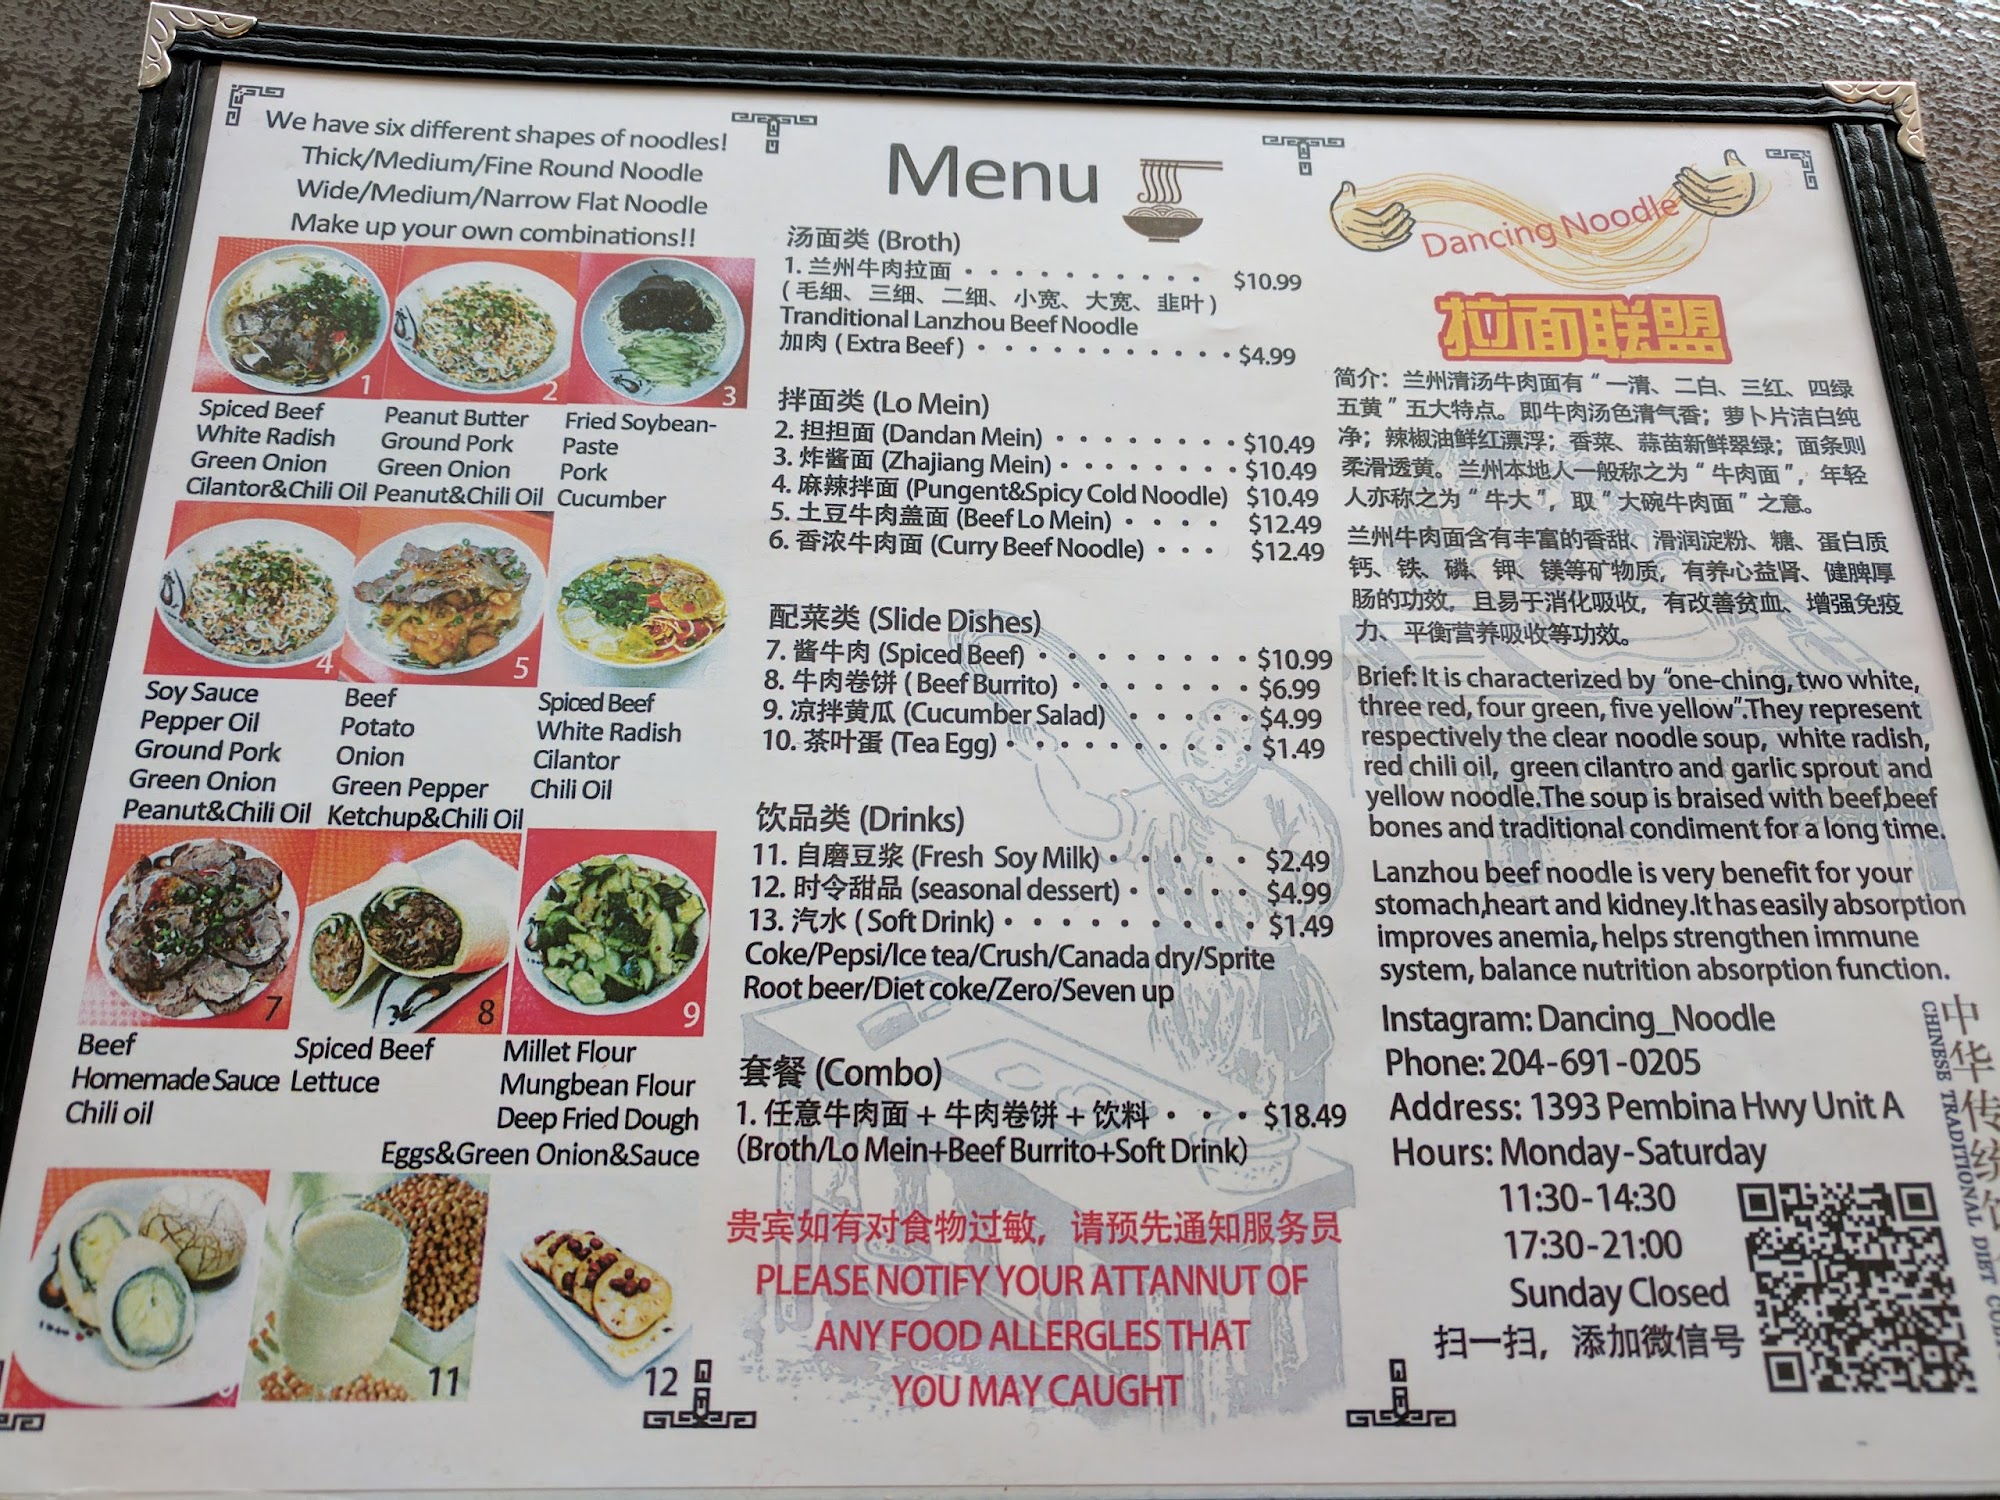 We have six different shapes of noodles!
Thick/Medium/Fine Round Noodle
Wide/Medium/Narrow Flat Noodle
Make up your own combinations!!
1
2
3
Spiced Beef
White Radish
Green Onion
Cilantor&Chili Oil
Peanut Butter
Ground Pork
Green Onion
Peanut&Chili Oil
Fried Soybean-
Paste
Pork
Cucumber
4
5
Soy Sauce
Pepper Oil
Ground Pork
Green Onion
Peanut&Chili Oil
Beef
Potato
Onion
Green Pepper
Ketchup&Chili Oil
Spiced Beef
White Radish
Cilantor
Chili Oil
7
8
9
Beef
Homemade Sauce
Chili oil
Spiced Beef
Lettuce
Millet Flour
Mungbean Flour
Deep Fried Dough
Eggs&Green Onion&Sauce
11
12
Menu
汤面类 (Broth)
1. 兰州牛肉拉面 $10.99
( 毛细、三细、二细、小宽、大宽、韭叶 )
Tranditional Lanzhou Beef Noodle
加肉 ( Extra Beef ) $4.99
拌面类 (Lo Mein)
2. 担担面 (Dandan Mein) $10.49
3. 炸酱面 (Zhajiang Mein) $10.49
4. 麻辣拌面 (Pungent&Spicy Cold Noodle) $10.49
5. 土豆牛肉盖面 (Beef Lo Mein) $12.49
6. 香浓牛肉面 (Curry Beef Noodle) $12.49
配菜类 (Slide Dishes)
7. 酱牛肉 (Spiced Beef) $10.99
8. 牛肉卷饼 ( Beef Burrito) $6.99
9. 凉拌黄瓜 (Cucumber Salad) $4.99
10. 茶叶蛋 (Tea Egg) $1.49
饮品类 (Drinks)
11. 自磨豆浆 (Fresh Soy Milk) $2.49
12. 时令甜品 (seasonal dessert) $4.99
13. 汽水 ( Soft Drink) $1.49
Coke/Pepsi/Ice tea/Crush/Canada dry/Sprite
Root beer/Diet coke/Zero/Seven up
套餐 (Combo)
1. 任意牛肉面 + 牛肉卷饼 + 饮料 $18.49
(Broth/Lo Mein+Beef Burrito+Soft Drink)
贵宾如有对食物过敏，请预先通知服务员
PLEASE NOTIFY YOUR ATTANNUT OF
ANY FOOD ALLERGLES THAT
YOU MAY CAUGHT
Dancing Noodle
拉面联盟
简介：兰州清汤牛肉面有 “ 一清、二白、三红、四绿
五黄 ” 五大特点。即牛肉汤色清气香；萝卜片洁白纯
净；辣椒油鲜红漂浮；香菜、蒜苗新鲜翠绿；面条则
柔滑透黄。兰州本地人一般称之为 “ 牛肉面 ”，年轻
人亦称之为 “ 牛大 ”，取 “ 大碗牛肉面 ” 之意。
兰州牛肉面含有丰富的香甜、滑润淀粉、糖、蛋白质
钙、铁、磷、钾、镁等矿物质，有养心益肾、健脾厚
肠的功效，且易于消化吸收，有改善贫血、增强免疫
力、平衡营养吸收等功效。
Brief: It is characterized by "one-ching, two white,
three red, four green, five yellow".They represent
respectively the clear noodle soup, white radish,
red chili oil, green cilantro and garlic sprout and
yellow noodle.The soup is braised with beef,beef
bones and traditional condiment for a long time.
Lanzhou beef noodle is very benefit for your
stomach,heart and kidney.It has easily absorption
improves anemia, helps strengthen immune
system, balance nutrition absorption function.
Instagram: Dancing_Noodle
Phone: 204-691-0205
Address: 1393 Pembina Hwy Unit A
Hours: Monday-Saturday
11:30-14:30
17:30-21:00
Sunday Closed
扫一扫，添加微信号
中华传统
CHINESE TRADITIONAL DIET